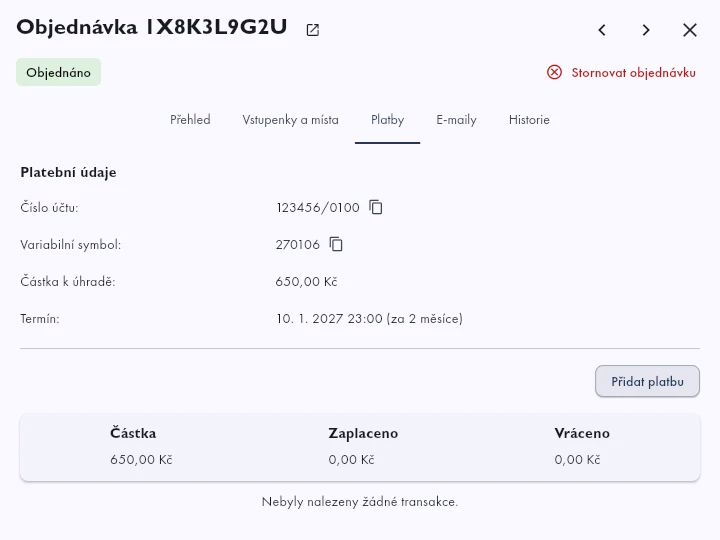 Objednávka 1X8K3L9G2U
Objednáno
Stornovat objednávku
Přehled
Vstupenky a místa
Platby
E-maily
Historie
Platební údaje
Číslo účtu: 123456/0100
Variabilní symbol: 270106
Částka k úhradě: 650,00 Kč
Termín: 10. 1. 2027 23:00 (za 2 měsíce)
Přidat platbu
Částka Zaplaceno Vráceno
650,00 Kč 0,00 Kč 0,00 Kč
Nebyly nalezeny žádné transakce.